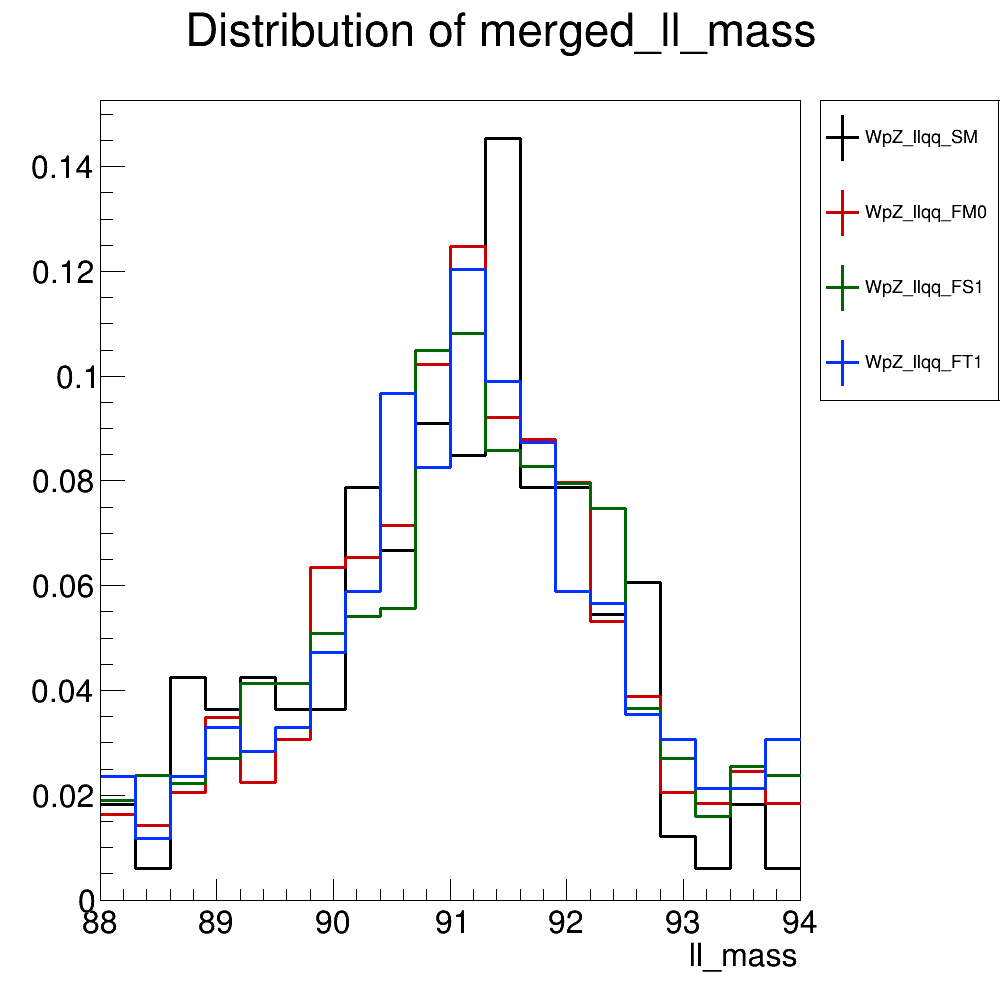 Distribution of merged_ll_mass
0.14
0.12
0.1
0.08
0.06
0.04
0.02
0
88 89 90 91 92 93 94
ll_mass
WpZ_llqq_SM
WpZ_llqq_FM0
WpZ_llqq_FS1
WpZ_llqq_FT1